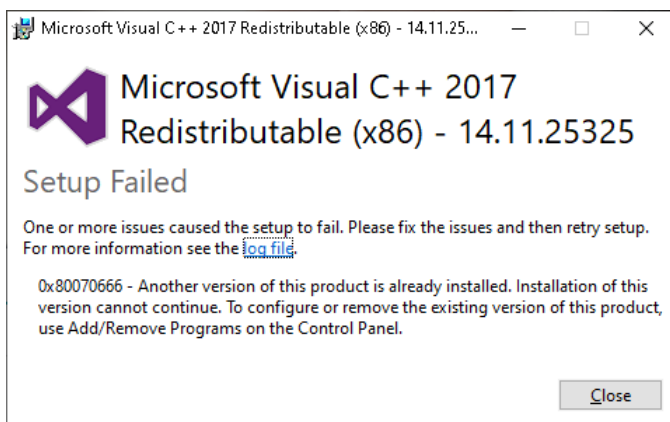 Microsoft Visual C++ 2017 Redistributable (x86) - 14.11.25...
Microsoft Visual C++ 2017
Redistributable (x86) - 14.11.25325
Setup Failed
One or more issues caused the setup to fail. Please fix the issues and then retry setup.
For more information see the log file.
0x80070666 - Another version of this product is already installed. Installation of this
version cannot continue. To configure or remove the existing version of this product,
use Add/Remove Programs on the Control Panel.
Close